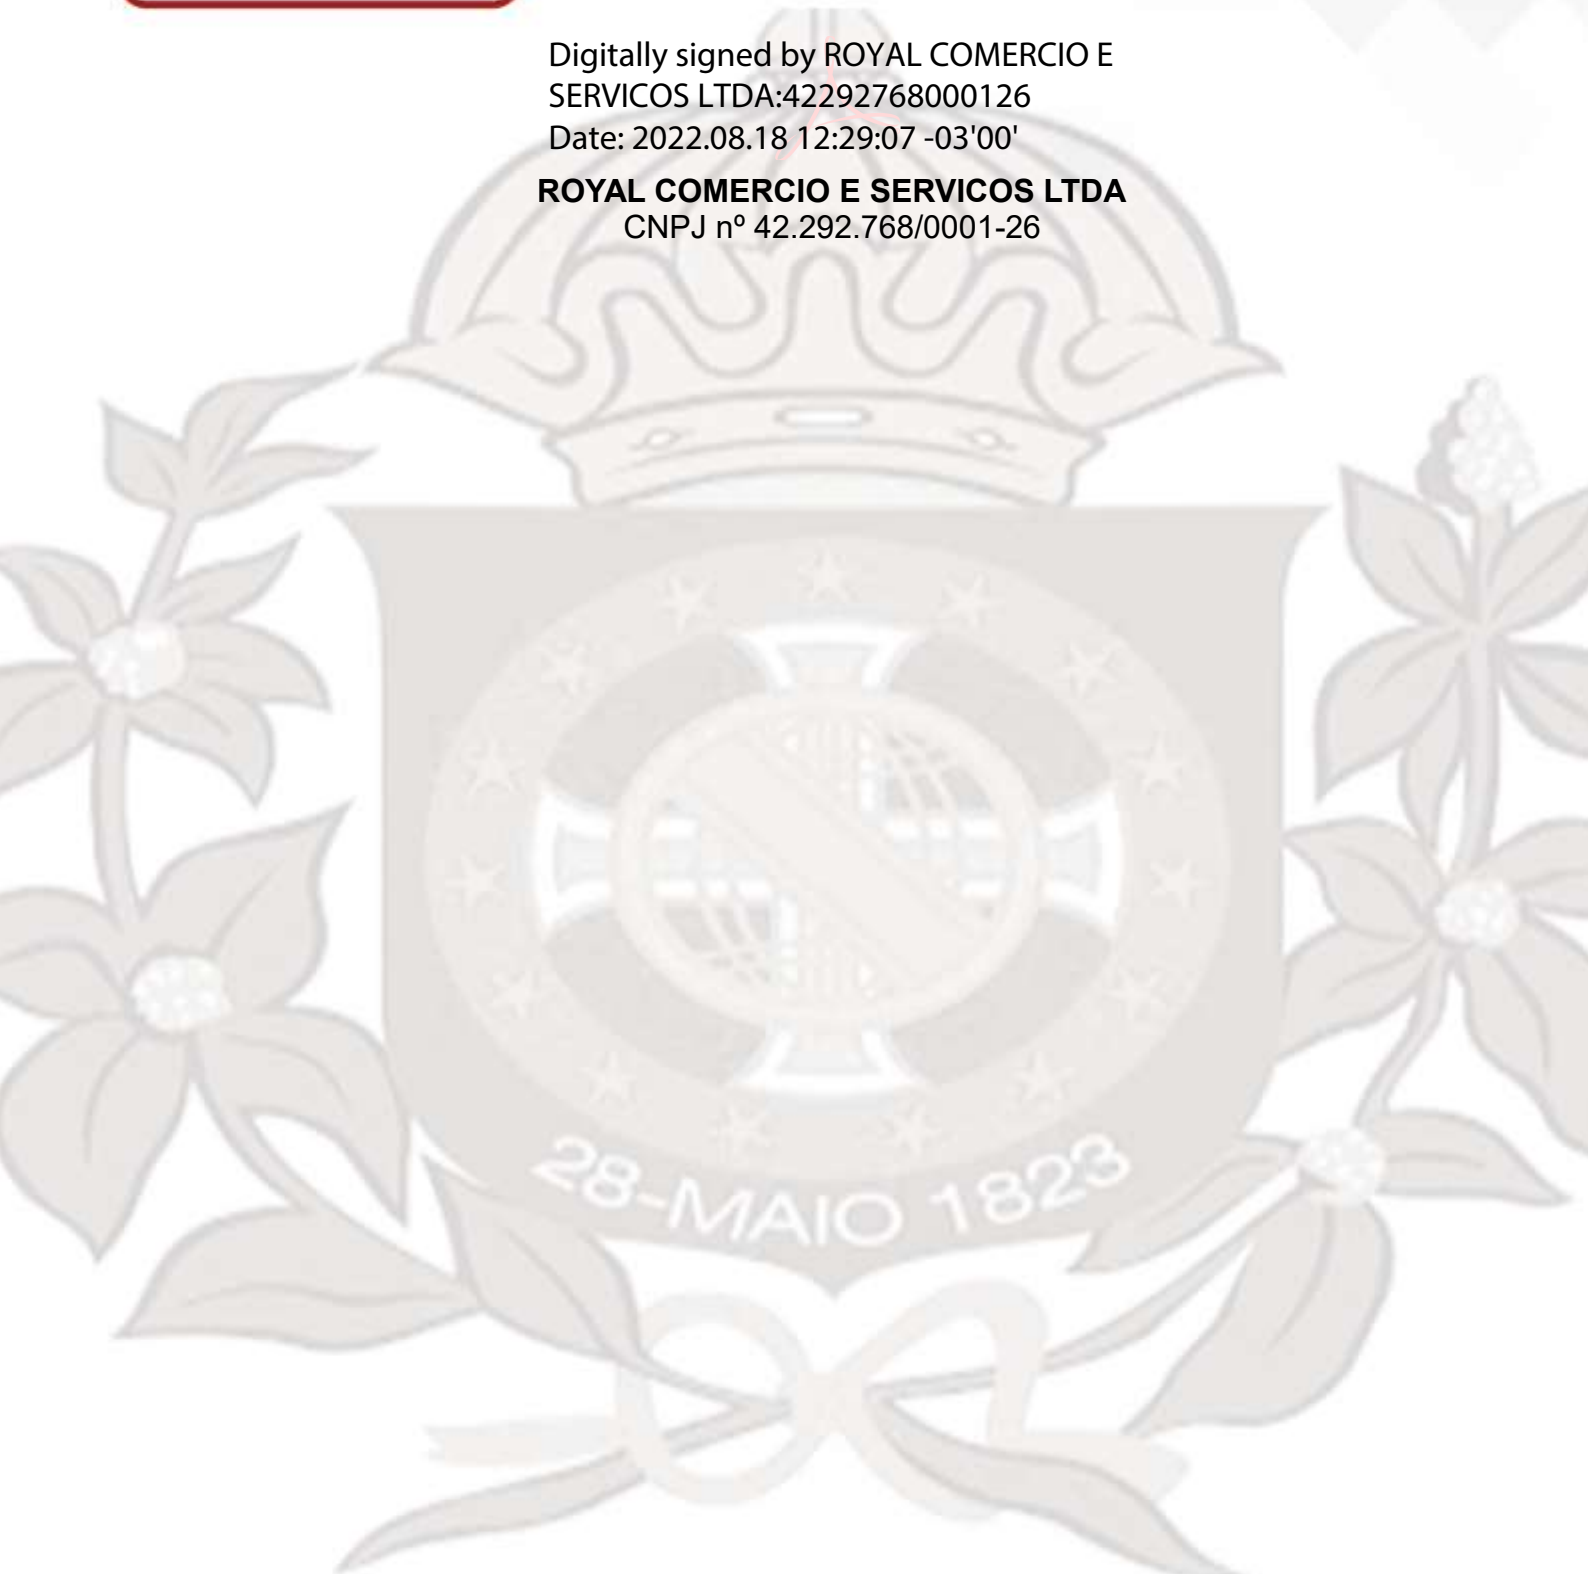 Digitally signed by ROYAL COMERCIO E
SERVICOS LTDA:42292768000126
Date: 2022.08.18 12:29:07 -03'00'
ROYAL COMERCIO E SERVICOS LTDA
CNPJ nº 42.292.768/0001-26
28-MAIO 1823